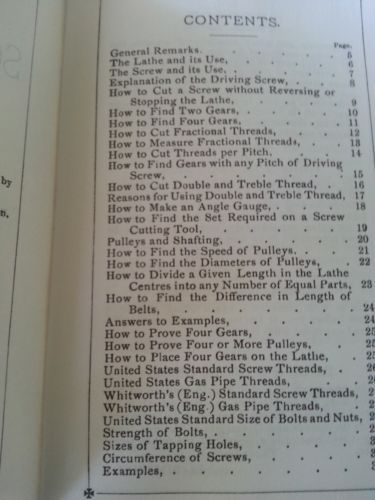 CONTENTS.
Page.
General Remarks. . . . . . 5
The Lathe and its Use, . . . . 6
The Screw and its Use, . . . . 7
Explanation of the Driving Screw, . . . 8
How to Cut a Screw without Reversing or
Stopping the Lathe, . . . . 9
How to Find Two Gears, . . . . 10
How to Find Four Gears, . . . . 11
How to Cut Fractional Threads, . . . 12
How to Measure Fractional Threads, . . . 13
How to Cut Threads per Pitch, . . . 14
How to Find Gears with any Pitch of Driving
Screw, . . . . . . 15
How to Cut Double and Treble Thread, . . 16
Reasons for Using Double and Treble Thread, 17
How to Make an Angle Gauge, . . . 18
How to Find the Set Required on a Screw
Cutting Tool, . . . . . 19
Pulleys and Shafting, . . . . 20
How to Find the Speed of Pulleys. . . 21
How to Find the Diameters of Pulleys, . . 22
How to Divide a Given Length in the Lathe
Centres into any Number of Equal Parts, 23
How to Find the Difference in Length of
Belts, . . . . . . 24
Answers to Examples, . . . . 24
How to Prove Four Gears, . . . . 25
How to Prove Four or More Pulleys, . . 25
How to Place Four Gears on the Lathe, . . 25
United States Standard Screw Threads, . . 26
United States Gas Pipe Threads, . . . 2
Whitworth's (Eng.) Standard Screw Threads, 2
Whitworth's (Eng.) Gas Pipe Threads, . . 2
United States Standard Size of Bolts and Nuts, 2
Strength of Bolts, . . . . . 2
Sizes of Tapping Holes, . . . .
Circumference of Screws, . . . .
Examples, . . . . . .
by
n.